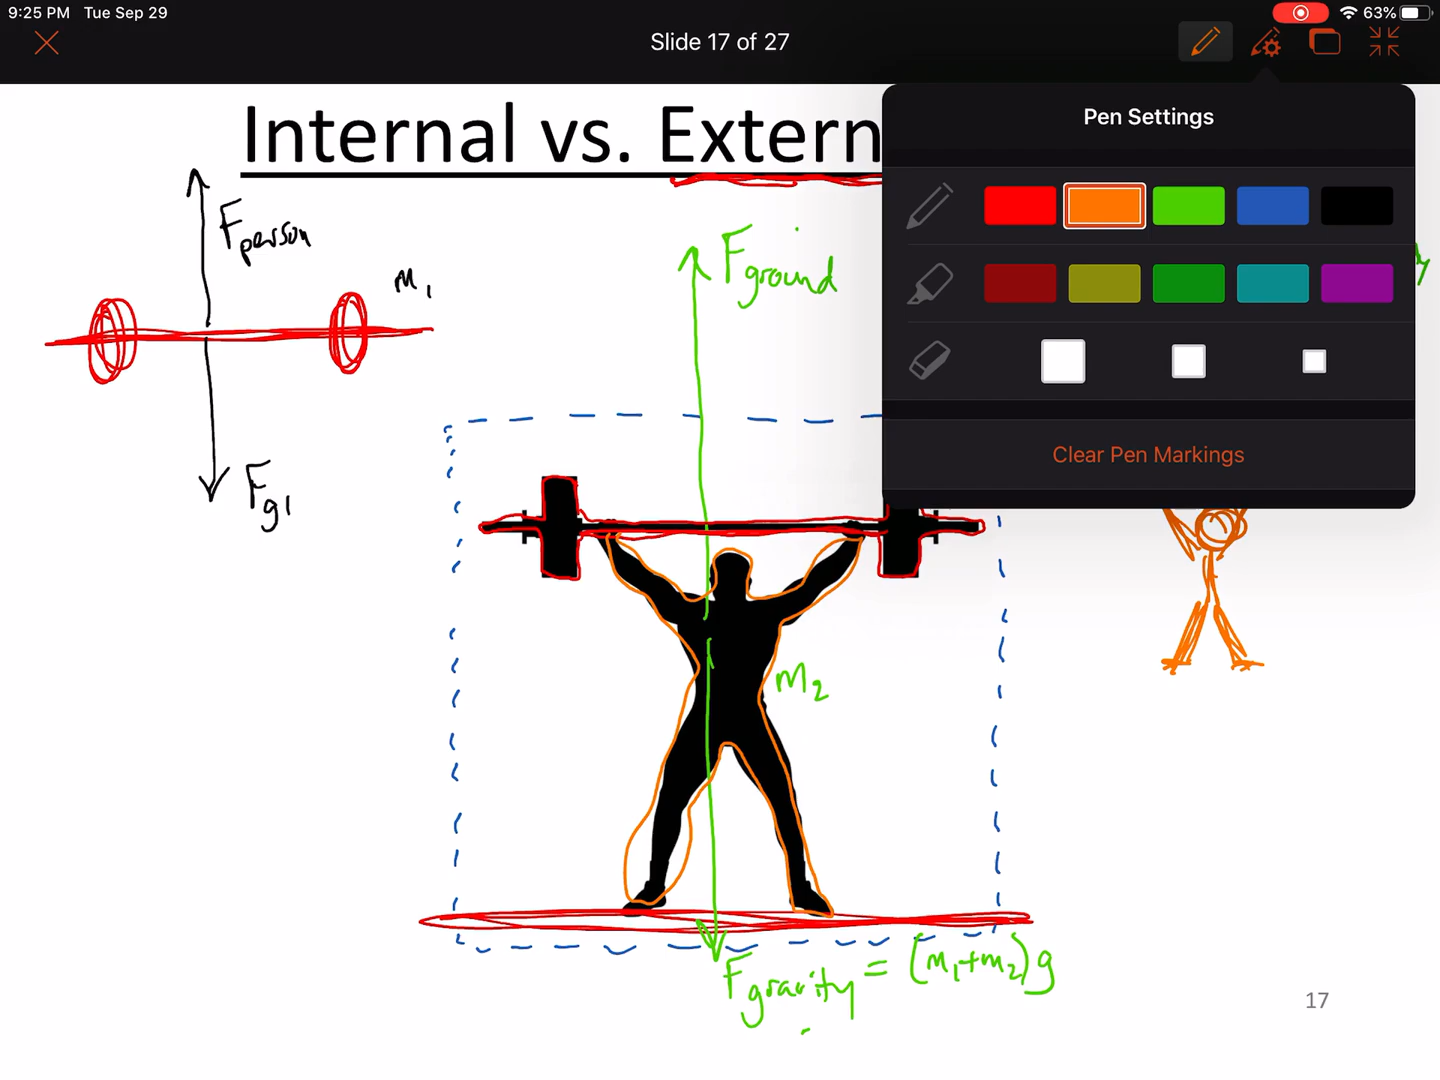 9:25 PM Tue Sep 29
63%
Slide 17 of 27
Pen Settings
Clear Pen Markings
Internal vs. Extern
F person
m1
Fg1
F ground
m2
F gravity = (m1+m2)g
17